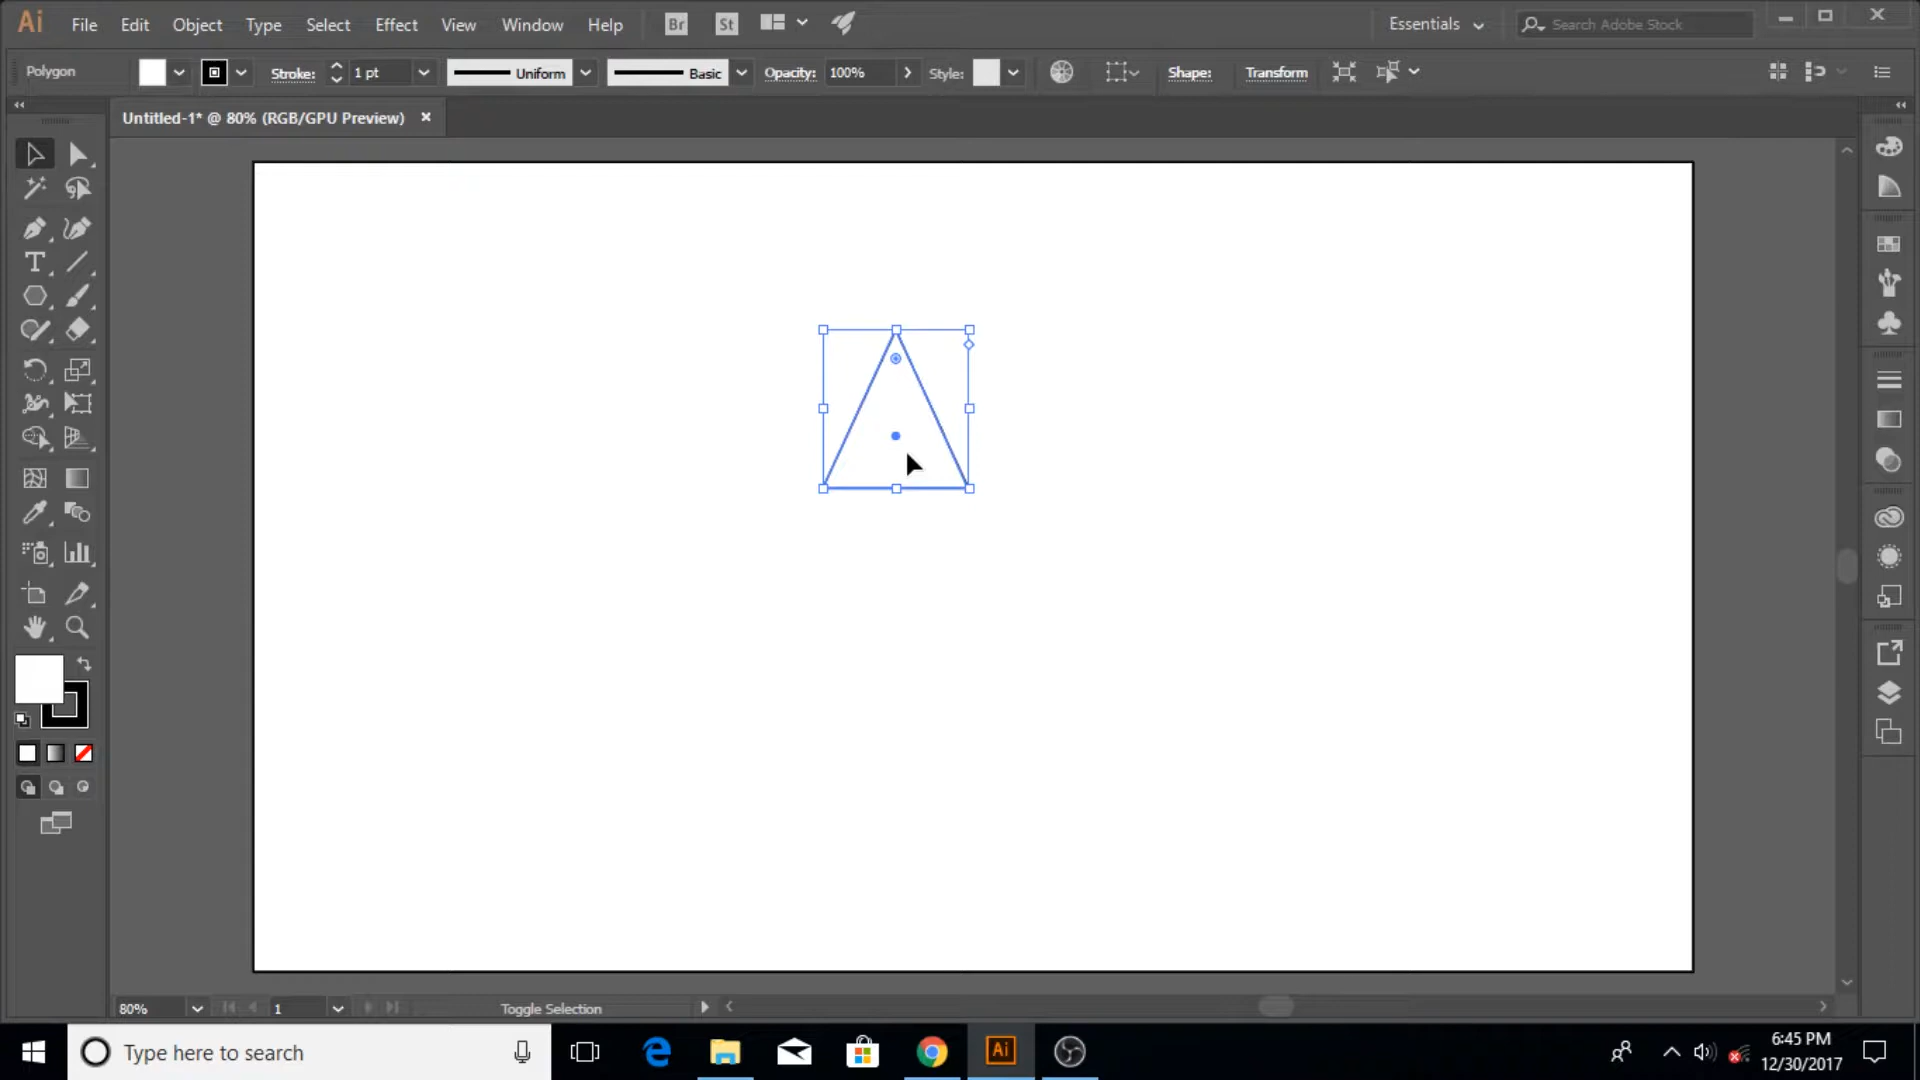 Ai File Edit Object Type Select Effect View Window Help Br St Essentials Search Adobe Stock
Polygon Stroke: 1 pt Uniform Basic Opacity: 100% Style: Shape: Transform
Untitled-1* @ 80% (RGB/GPU Preview)
T
80% 1 Toggle Selection
Type here to search Ai 6:45 PM
12/30/2017